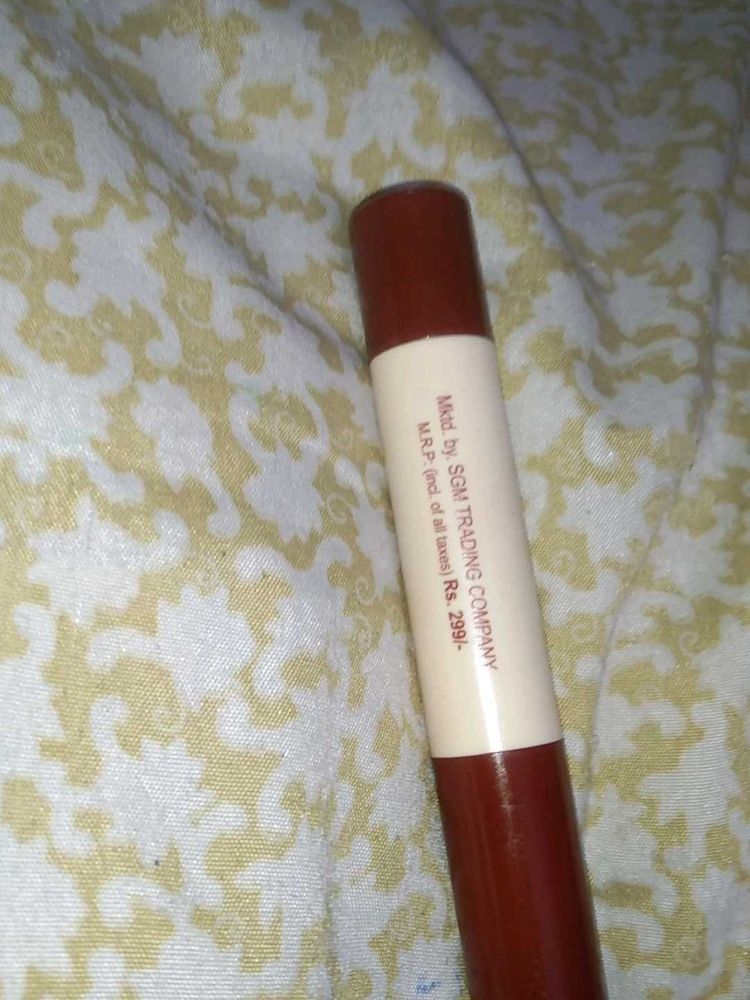 Mktd. by. SGM TRADING COMPANY
M.R.P. (incl. of all taxes) Rs. 299/-